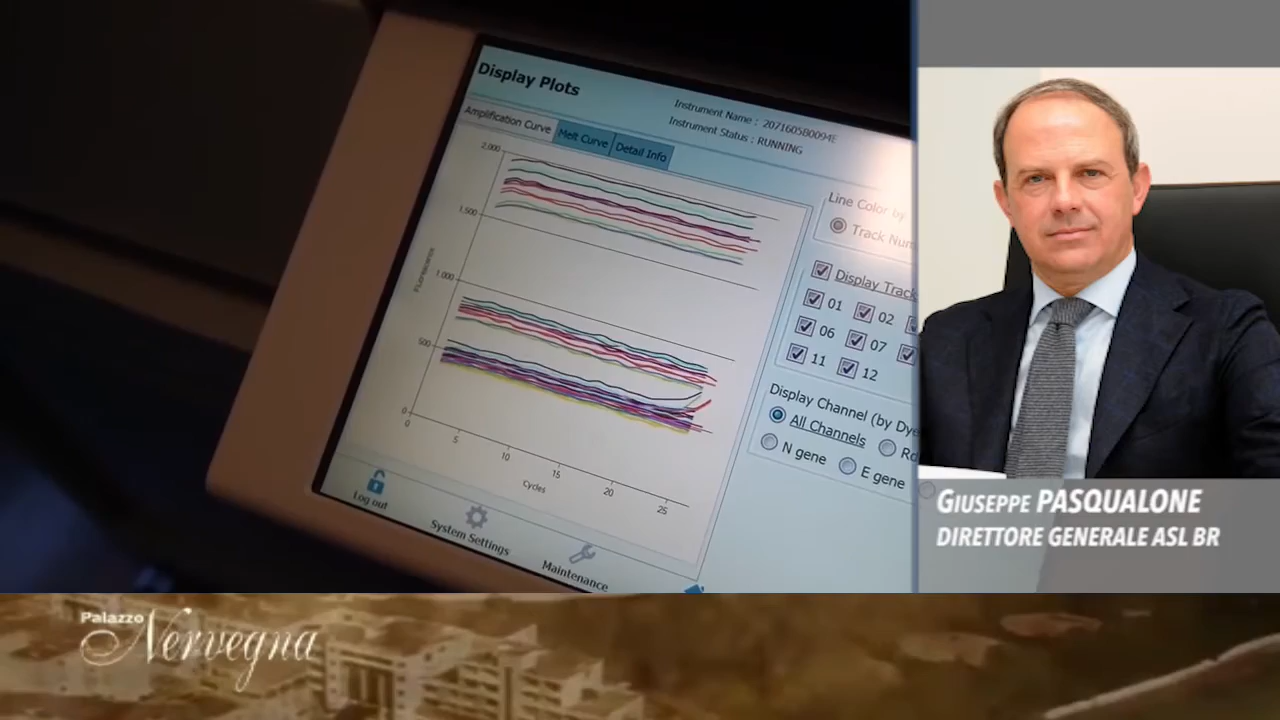 Display Plots
Instrument Name : 2071605B0094E
Instrument Status : RUNNING
Amplification Curve
Melt Curve
Detail Info
2,000
1,500
1,000
500
0
0
5
10
15
20
25
Cycles
Line Color by
Track Num
Display Track
01
02
06
07
11
12
Display Channel (by Dye
All Channels
N gene
E gene
Log out
System Settings
Maintenance
GIUSEPPE PASQUALONE
DIRETTORE GENERALE ASL BR
Palazzo
Nervegna